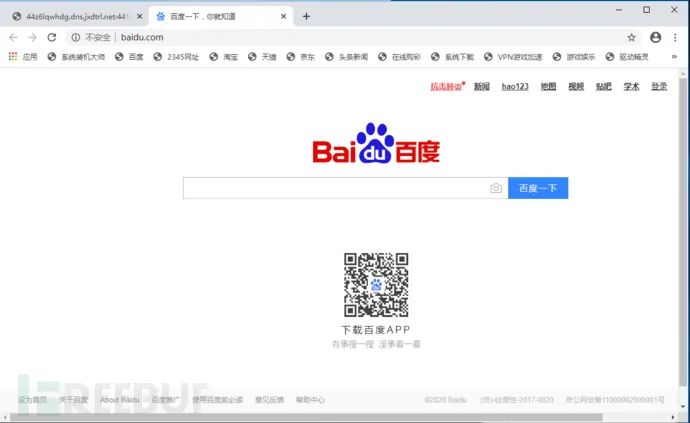 44z6lqwhdg.dns.jxdtrl.net:441
百度一下，你就知道
不安全 | baidu.com
应用 系统装机大师 百度 2345网址 淘宝 天猫 京东 头条新闻 在线购彩 系统下载 VPN游戏加速 游戏娱乐 驱动精灵 »
抗击肺炎 新闻 hao123 地图 视频 贴吧 学术 登录
Bai du 百度
百度一下
下载百度APP
有事搜一搜 没事看一看
FREEBUF
设为首页 关于百度 About Baidu 百度推广 使用百度前必读 意见反馈 帮助中心 ©2020 Baidu (京)-经营性-2017-0020 京公网安备11000002000001号